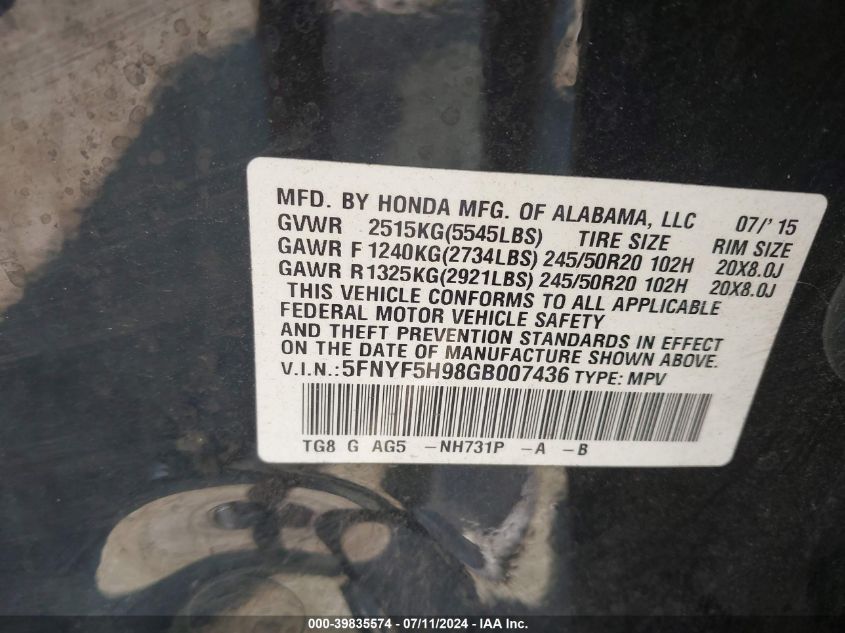 MFD. BY HONDA MFG. OF ALABAMA, LLC 07/'15
GVWR 2515KG(5545LBS) TIRE SIZE RIM SIZE
GAWR F 1240KG(2734LBS) 245/50R20 102H 20X8.0J
GAWR R1325KG(2921LBS) 245/50R20 102H 20X8.0J
THIS VEHICLE CONFORMS TO ALL APPLICABLE
FEDERAL MOTOR VEHICLE SAFETY
AND THEFT PREVENTION STANDARDS IN EFFECT
ON THE DATE OF MANUFACTURE SHOWN ABOVE.
V.I.N.:5FNYF5H98GB007436 TYPE: MPV
TG8 G AG5 -NH731P -A -B
000-39835574 - 07/11/2024 - IAA Inc.